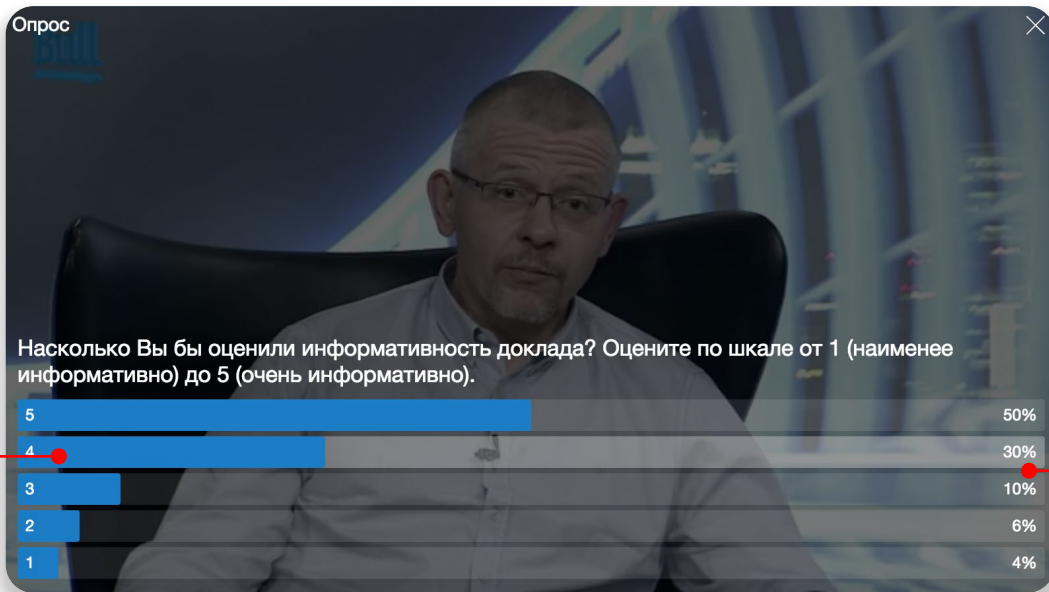 Опрос
Bull
Насколько Вы бы оценили информативность доклада? Оцените по шкале от 1 (наименее
информативно) до 5 (очень информативно).
5 50%
4 30%
3 10%
2 6%
1 4%